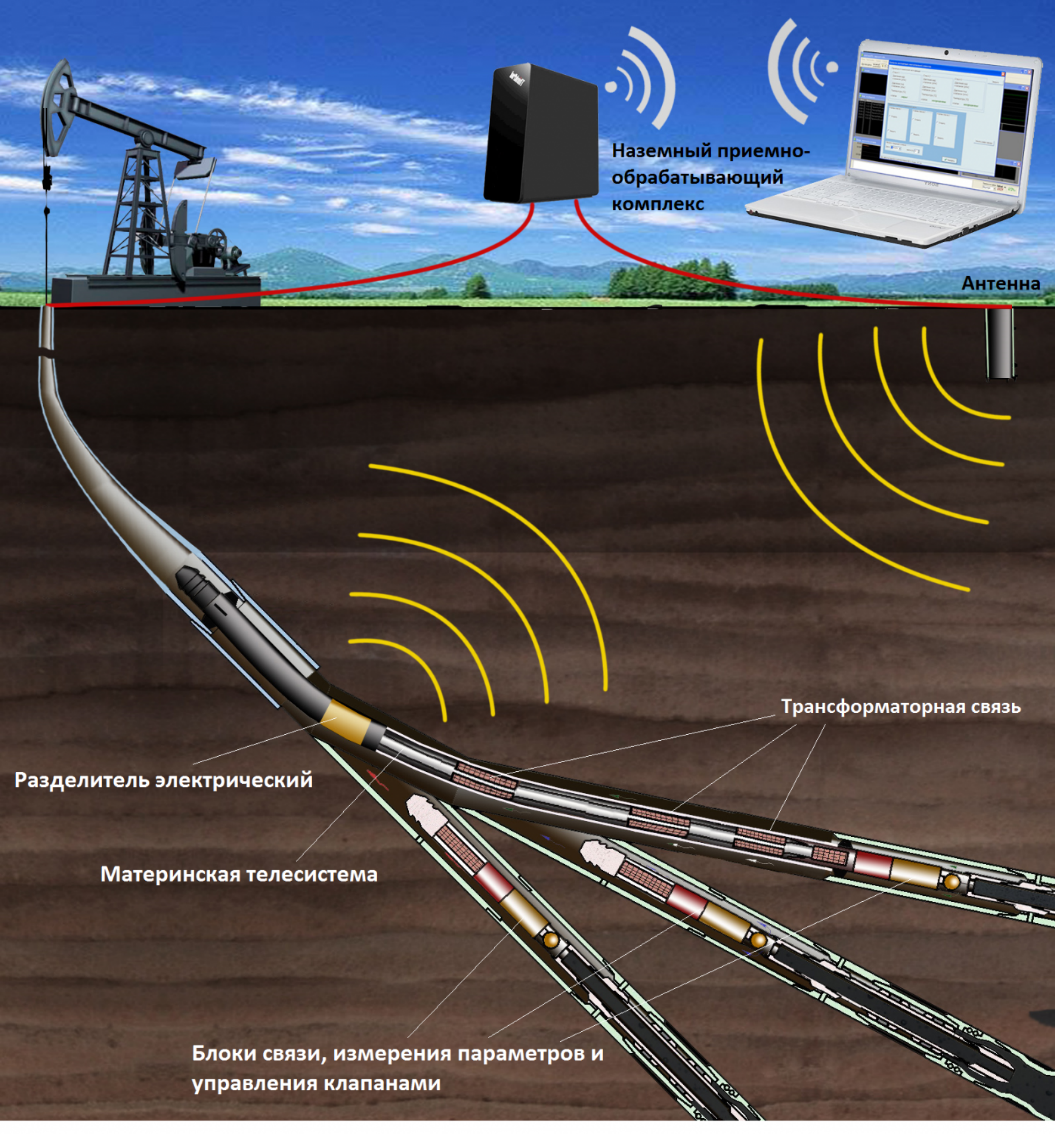 Наземный приемно-
обрабатывающий
комплекс
Антенна
Трансформаторная связь
Разделитель электрический
Материнская телесистема
Блоки связи, измерения параметров и
управления клапанами